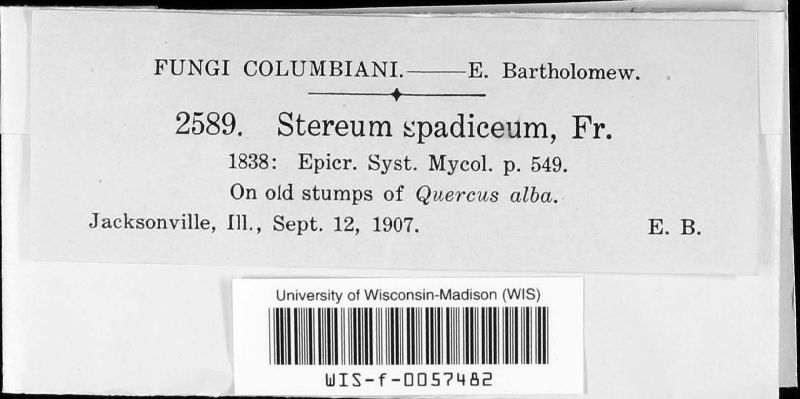 FUNGI COLUMBIANI.——E. Bartholomew.
2589. Stereum spadiceum, Fr.
1838: Epicr. Syst. Mycol. p. 549.
On old stumps of Quercus alba.
Jacksonville, Ill., Sept. 12, 1907. E. B.
University of Wisconsin-Madison (WIS)
WIS-f-0057482